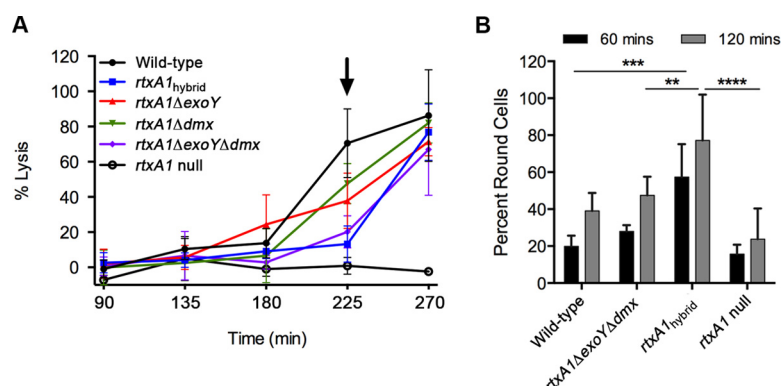 A
% Lysis
120
100
80
60
40
20
0
90
135
180
225
270
Time (min)
Wild-type
rtxA1hybrid
rtxA1ΔexoY
rtxA1Δdmx
rtxA1ΔexoYΔdmx
rtxA1 null
B
60 mins
120 mins
Percent Round Cells
120
100
80
60
40
20
0
***
** ****
Wild-type
rtxA1ΔexoYΔdmx
rtxA1hybrid
rtxA1 null